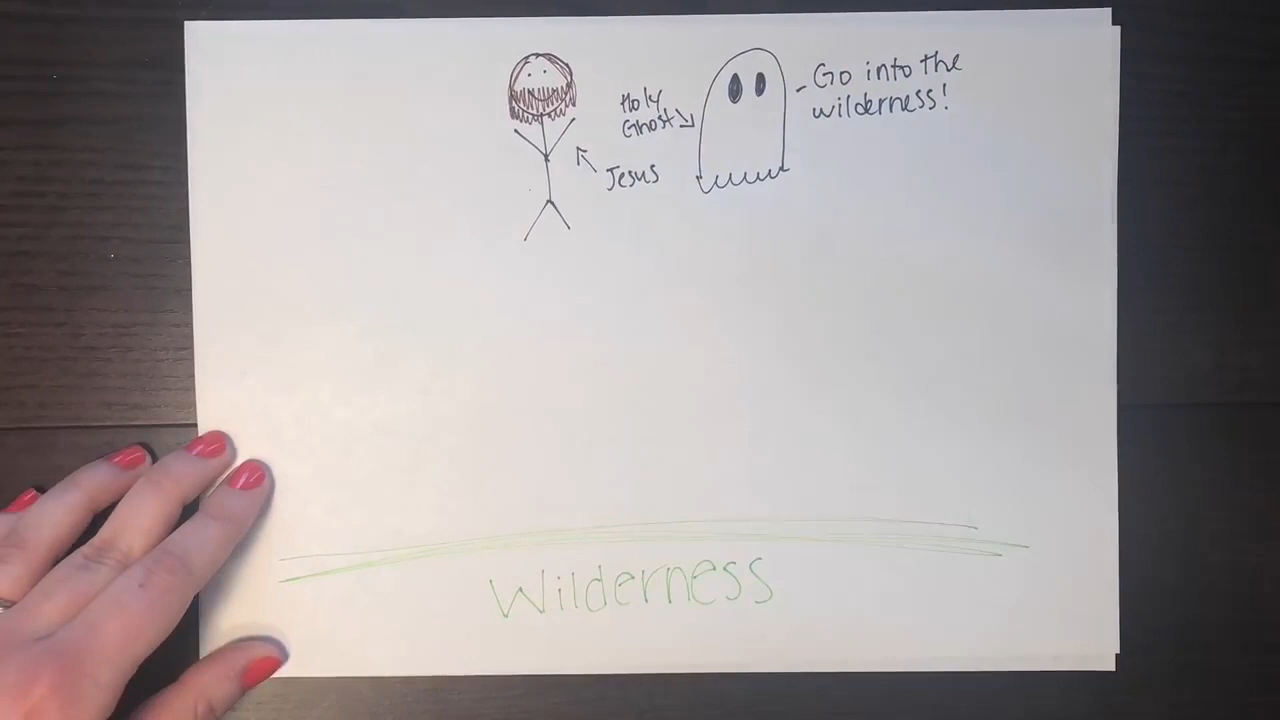 Holy
Ghost
- Go into the
wilderness!
Jesus
Wilderness